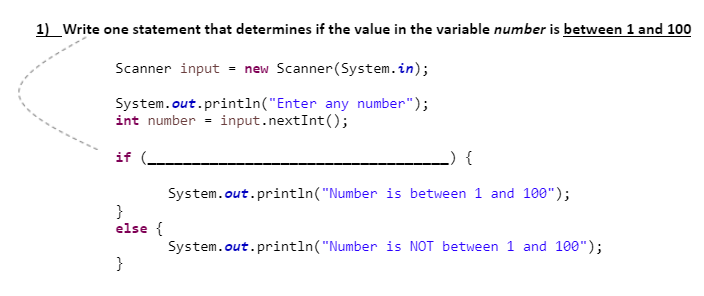 1) Write one statement that determines if the value in the variable number is between 1 and 100
Scanner input = new Scanner(System.in);
System.out.println("Enter any number");
int number = input.nextInt();
if (____________________________________) {
System.out.println("Number is between 1 and 100");
}
else {
System.out.println("Number is NOT between 1 and 100");
}